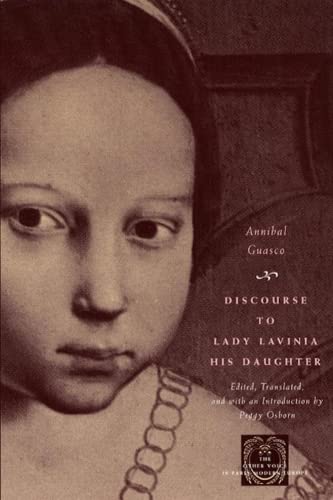 Annibal
Guasco
DISCOURSE
TO
LADY LAVINIA
HIS DAUGHTER
Edited, Translated,
and with an Introduction by
Peggy Osborn
THE
OTHER VOICE
IN EARLY MODERN EUROPE